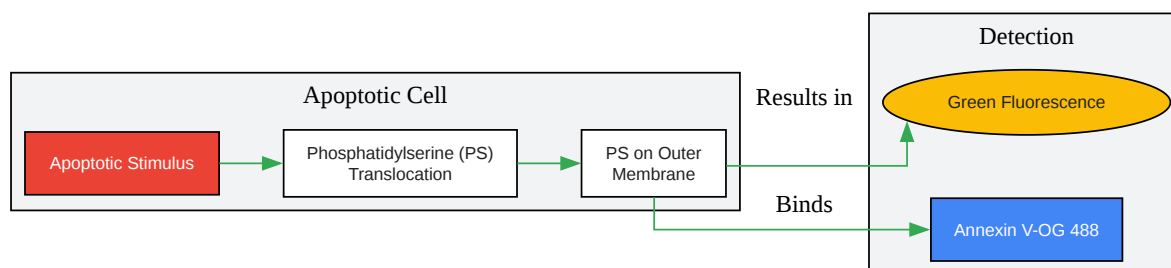 Detection
Apoptotic Cell
Results in
Green Fluorescence
Apoptotic Stimulus
Phosphatidylserine (PS)
Translocation
PS on Outer
Membrane
Binds
Annexin V-OG 488